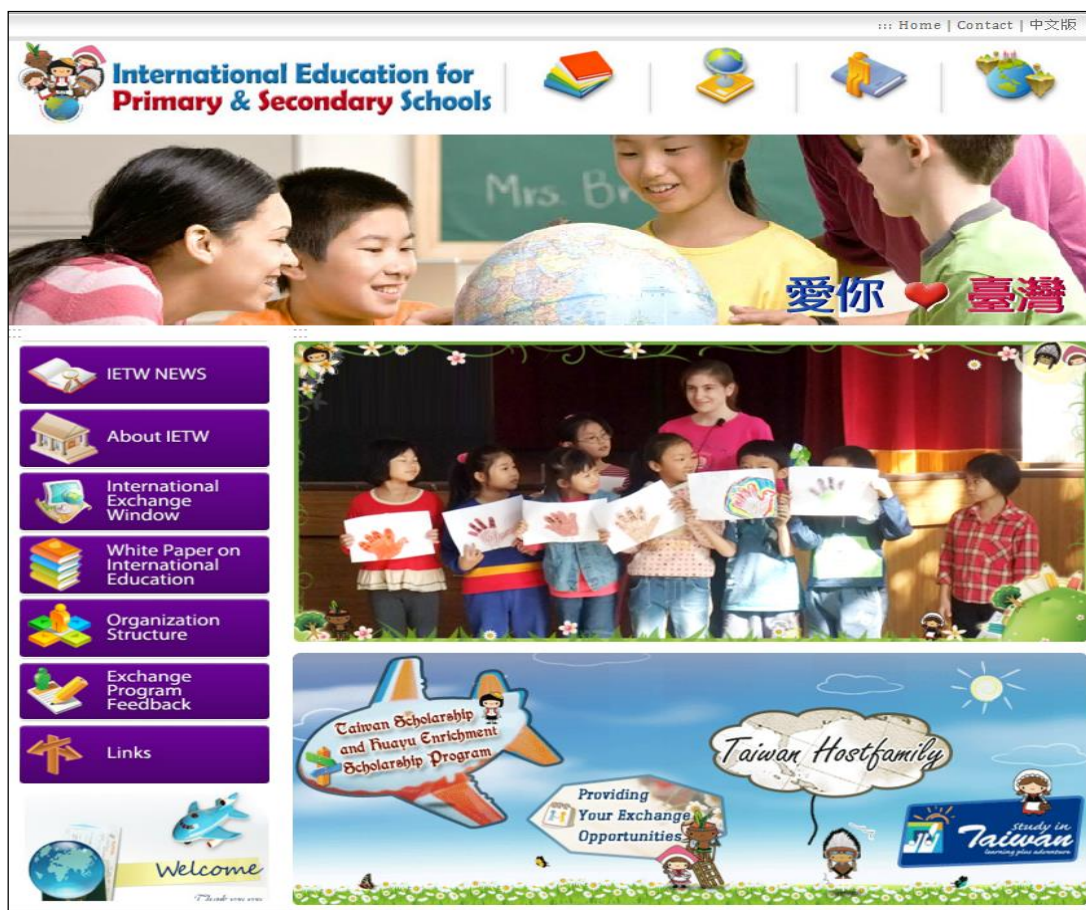 ::: Home | Contact | 中文版
International Education for
Primary & Secondary Schools
Mrs. Br
愛你 臺灣
:::
:::
IETW NEWS
About IETW
International
Exchange
Window
White Paper on
International
Education
Organization
Structure
Exchange
Program
Feedback
Links
Welcome
Taiwan Scholarship
and Huayu Enrichment
Scholarship Program
Providing
Your Exchange
Opportunities
Taiwan Hostfamily
study in
Taiwan
learning plus adventure